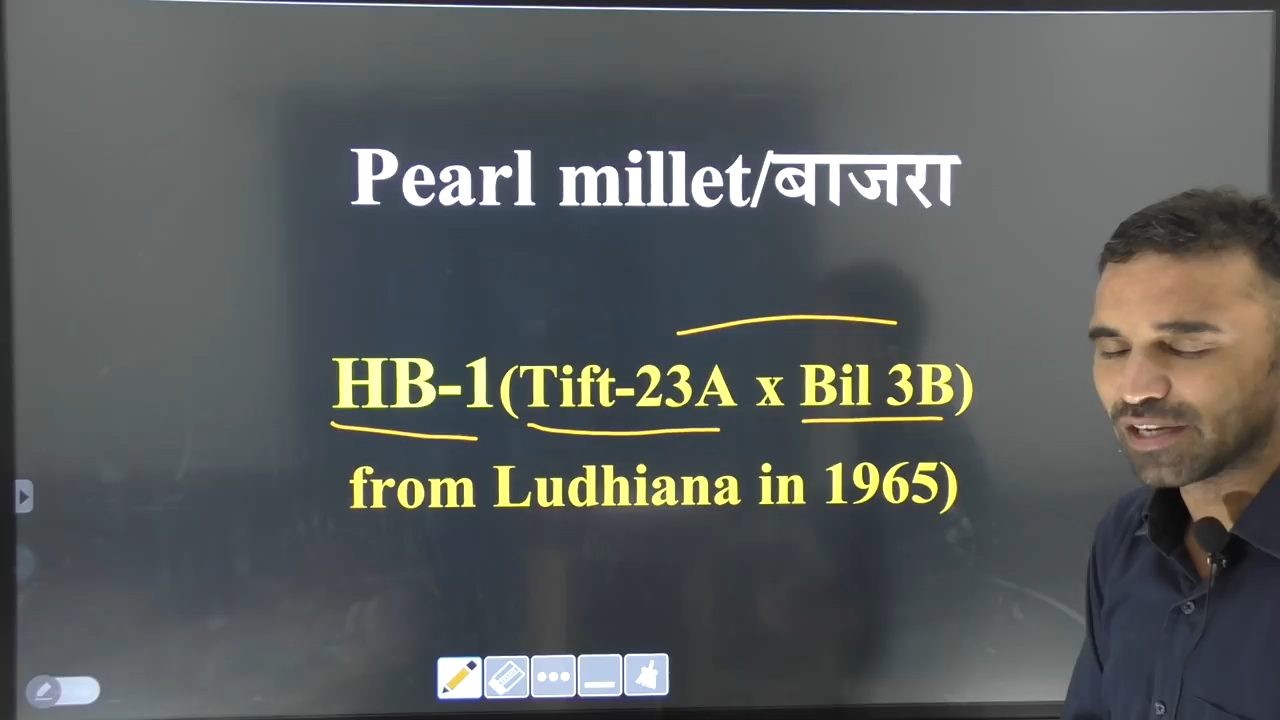 Pearl millet/बाजरा
HB-1(Tift-23A x Bil 3B)
from Ludhiana in 1965)